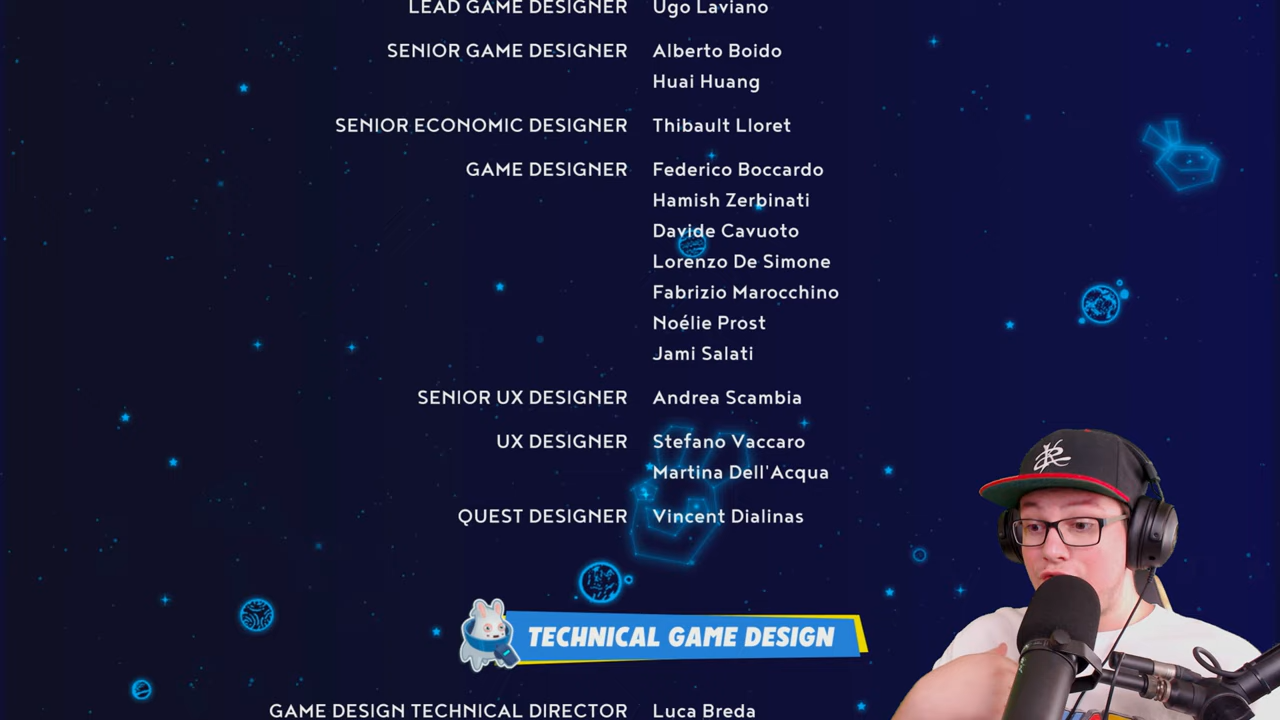 LEAD GAME DESIGNER Ugo Laviano
SENIOR GAME DESIGNER Alberto Boido
Huai Huang
SENIOR ECONOMIC DESIGNER Thibault Lloret
GAME DESIGNER Federico Boccardo
Hamish Zerbinati
Davide Cavuoto
Lorenzo De Simone
Fabrizio Marocchino
Noélie Prost
Jami Salati
SENIOR UX DESIGNER Andrea Scambia
UX DESIGNER Stefano Vaccaro
Martina Dell'Acqua
QUEST DESIGNER Vincent Dialinas
TECHNICAL GAME DESIGN
GAME DESIGN TECHNICAL DIRECTOR Luca Breda